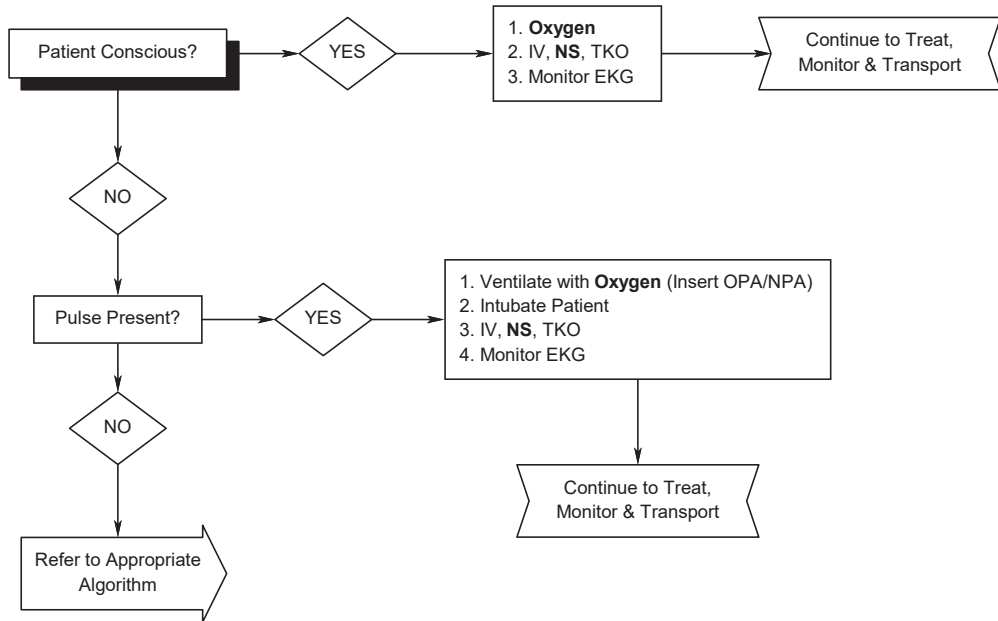 Patient Conscious?
YES
1. Oxygen
2. IV, NS, TKO
3. Monitor EKG
Continue to Treat,
Monitor & Transport
NO
Pulse Present?
YES
1. Ventilate with Oxygen (Insert OPA/NPA)
2. Intubate Patient
3. IV, NS, TKO
4. Monitor EKG
NO
Continue to Treat,
Monitor & Transport
Refer to Appropriate
Algorithm